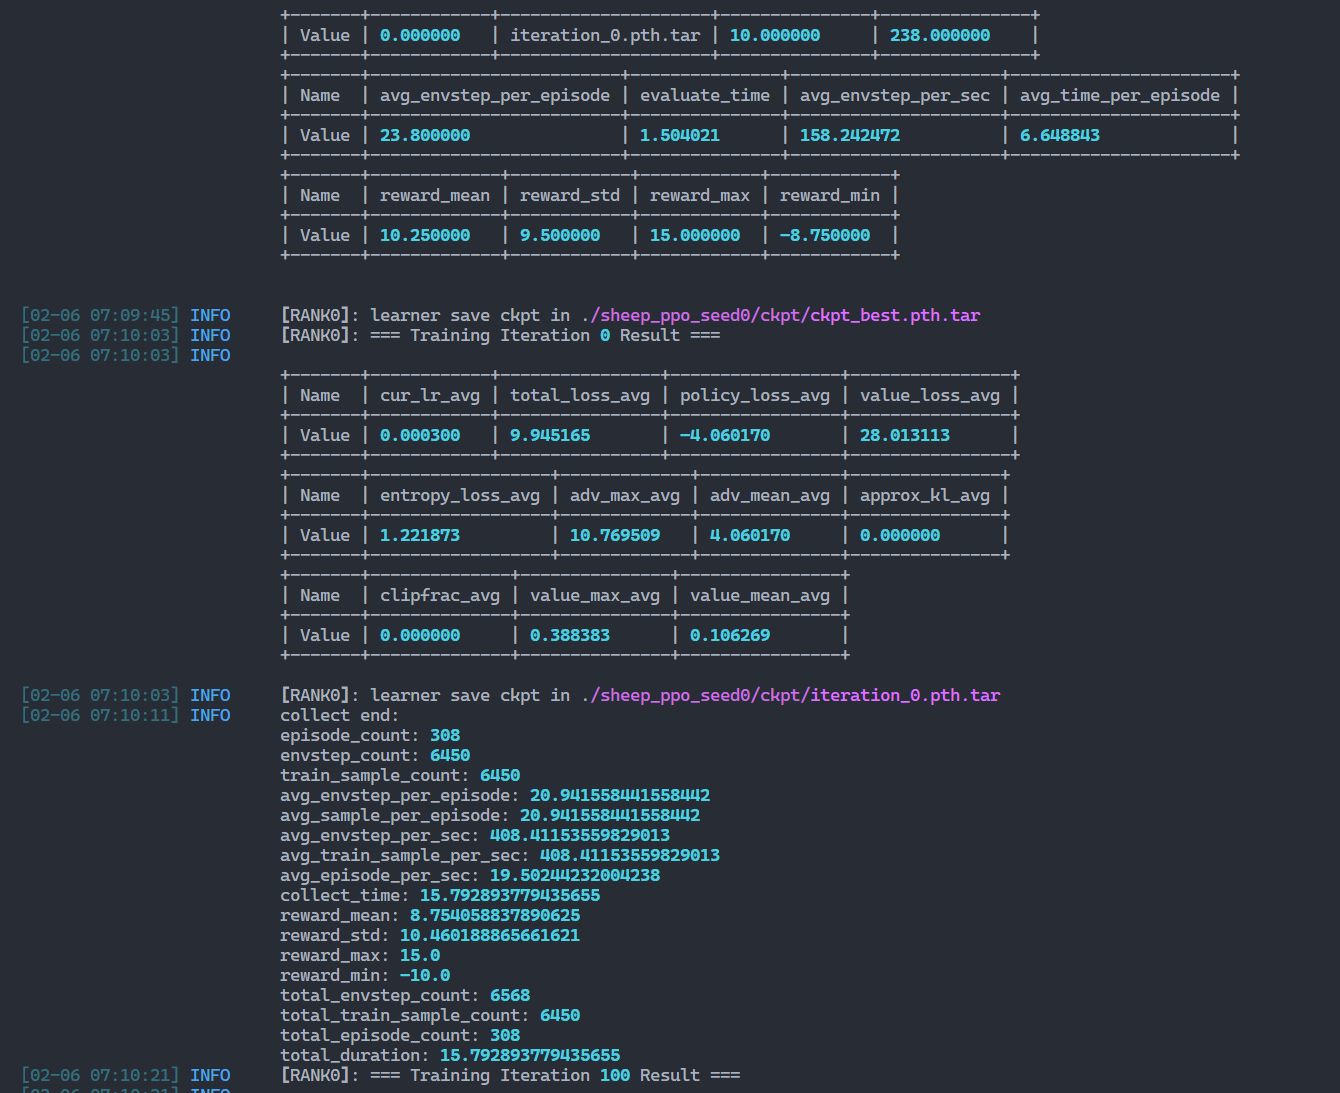 +-------+------------+---------------------+---------------+---------------+
| Value | 0.000000   | iteration_0.pth.tar | 10.000000     | 238.000000    |
+-------+------------+---------------------+---------------+---------------+
+-------+-------------------------+---------------+---------------------+----------------------+
| Name  | avg_envstep_per_episode | evaluate_time | avg_envstep_per_sec | avg_time_per_episode |
+-------+-------------------------+---------------+---------------------+----------------------+
| Value | 23.800000               | 1.504021      | 158.242472          | 6.648843             |
+-------+-------------------------+---------------+---------------------+----------------------+
+-------+-------------+------------+------------+------------+
| Name  | reward_mean | reward_std | reward_max | reward_min |
+-------+-------------+------------+------------+------------+
| Value | 10.250000   | 9.500000   | 15.000000  | -8.750000  |
+-------+-------------+------------+------------+------------+
[02-06 07:09:45] INFO     [RANK0]: learner save ckpt in ./sheep_ppo_seed0/ckpt/ckpt_best.pth.tar
[02-06 07:10:03] INFO     [RANK0]: === Training Iteration 0 Result ===
[02-06 07:10:03] INFO
+-------+------------+----------------+-----------------+----------------+
| Name  | cur_lr_avg | total_loss_avg | policy_loss_avg | value_loss_avg |
+-------+------------+----------------+-----------------+----------------+
| Value | 0.000300   | 9.945165       | -4.060170       | 28.013113      |
+-------+------------+----------------+-----------------+----------------+
+-------+------------------+-------------+--------------+---------------+
| Name  | entropy_loss_avg | adv_max_avg | adv_mean_avg | approx_kl_avg |
+-------+------------------+-------------+--------------+---------------+
| Value | 1.221873         | 10.769509   | 4.060170     | 0.000000      |
+-------+------------------+-------------+--------------+---------------+
+-------+--------------+---------------+----------------+
| Name  | clipfrac_avg | value_max_avg | value_mean_avg |
+-------+--------------+---------------+----------------+
| Value | 0.000000     | 0.388383      | 0.106269       |
+-------+--------------+---------------+----------------+
[02-06 07:10:03] INFO     [RANK0]: learner save ckpt in ./sheep_ppo_seed0/ckpt/iteration_0.pth.tar
[02-06 07:10:11] INFO     collect end:
episode_count: 308
envstep_count: 6450
train_sample_count: 6450
avg_envstep_per_episode: 20.941558441558442
avg_sample_per_episode: 20.941558441558442
avg_envstep_per_sec: 408.41153559829013
avg_train_sample_per_sec: 408.41153559829013
avg_episode_per_sec: 19.50244232004238
collect_time: 15.792893779435655
reward_mean: 8.754058837890625
reward_std: 10.460188865661621
reward_max: 15.0
reward_min: -10.0
total_envstep_count: 6568
total_train_sample_count: 6450
total_episode_count: 308
total_duration: 15.792893779435655
[02-06 07:10:21] INFO     [RANK0]: === Training Iteration 100 Result ===